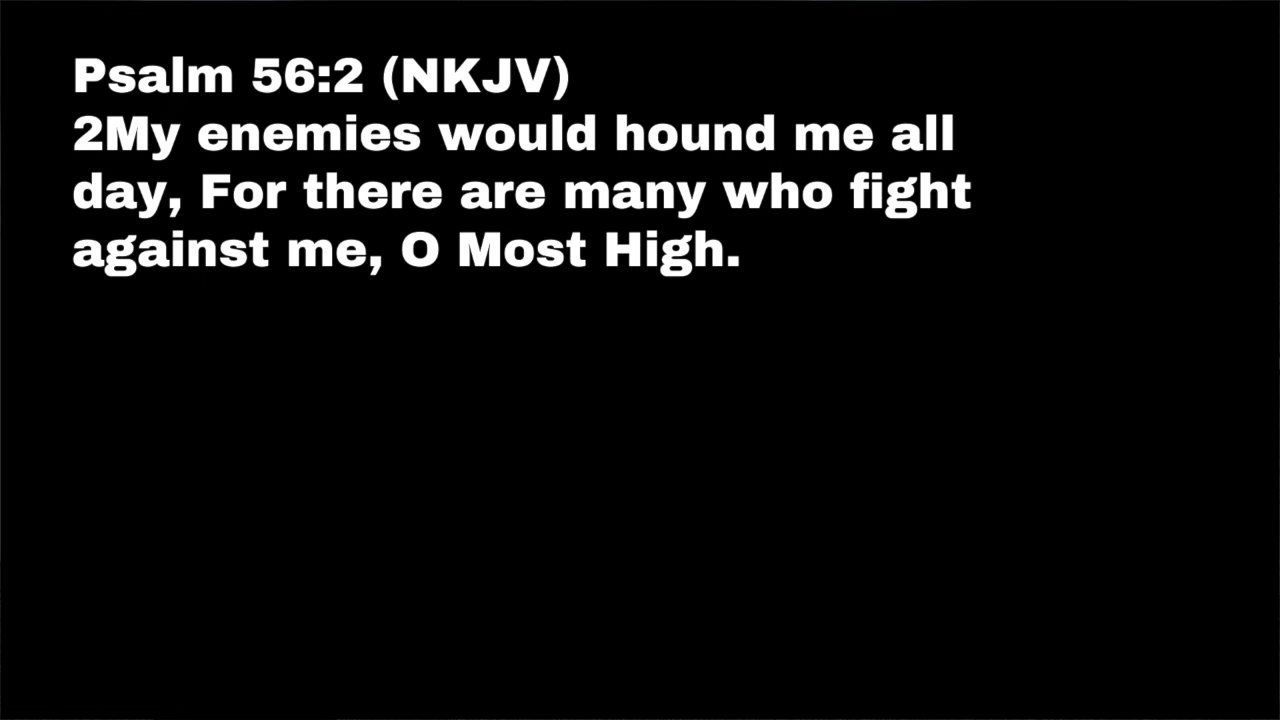 Psalm 56:2 (NKJV)
2My enemies would hound me all
day, For there are many who fight
against me, O Most High.